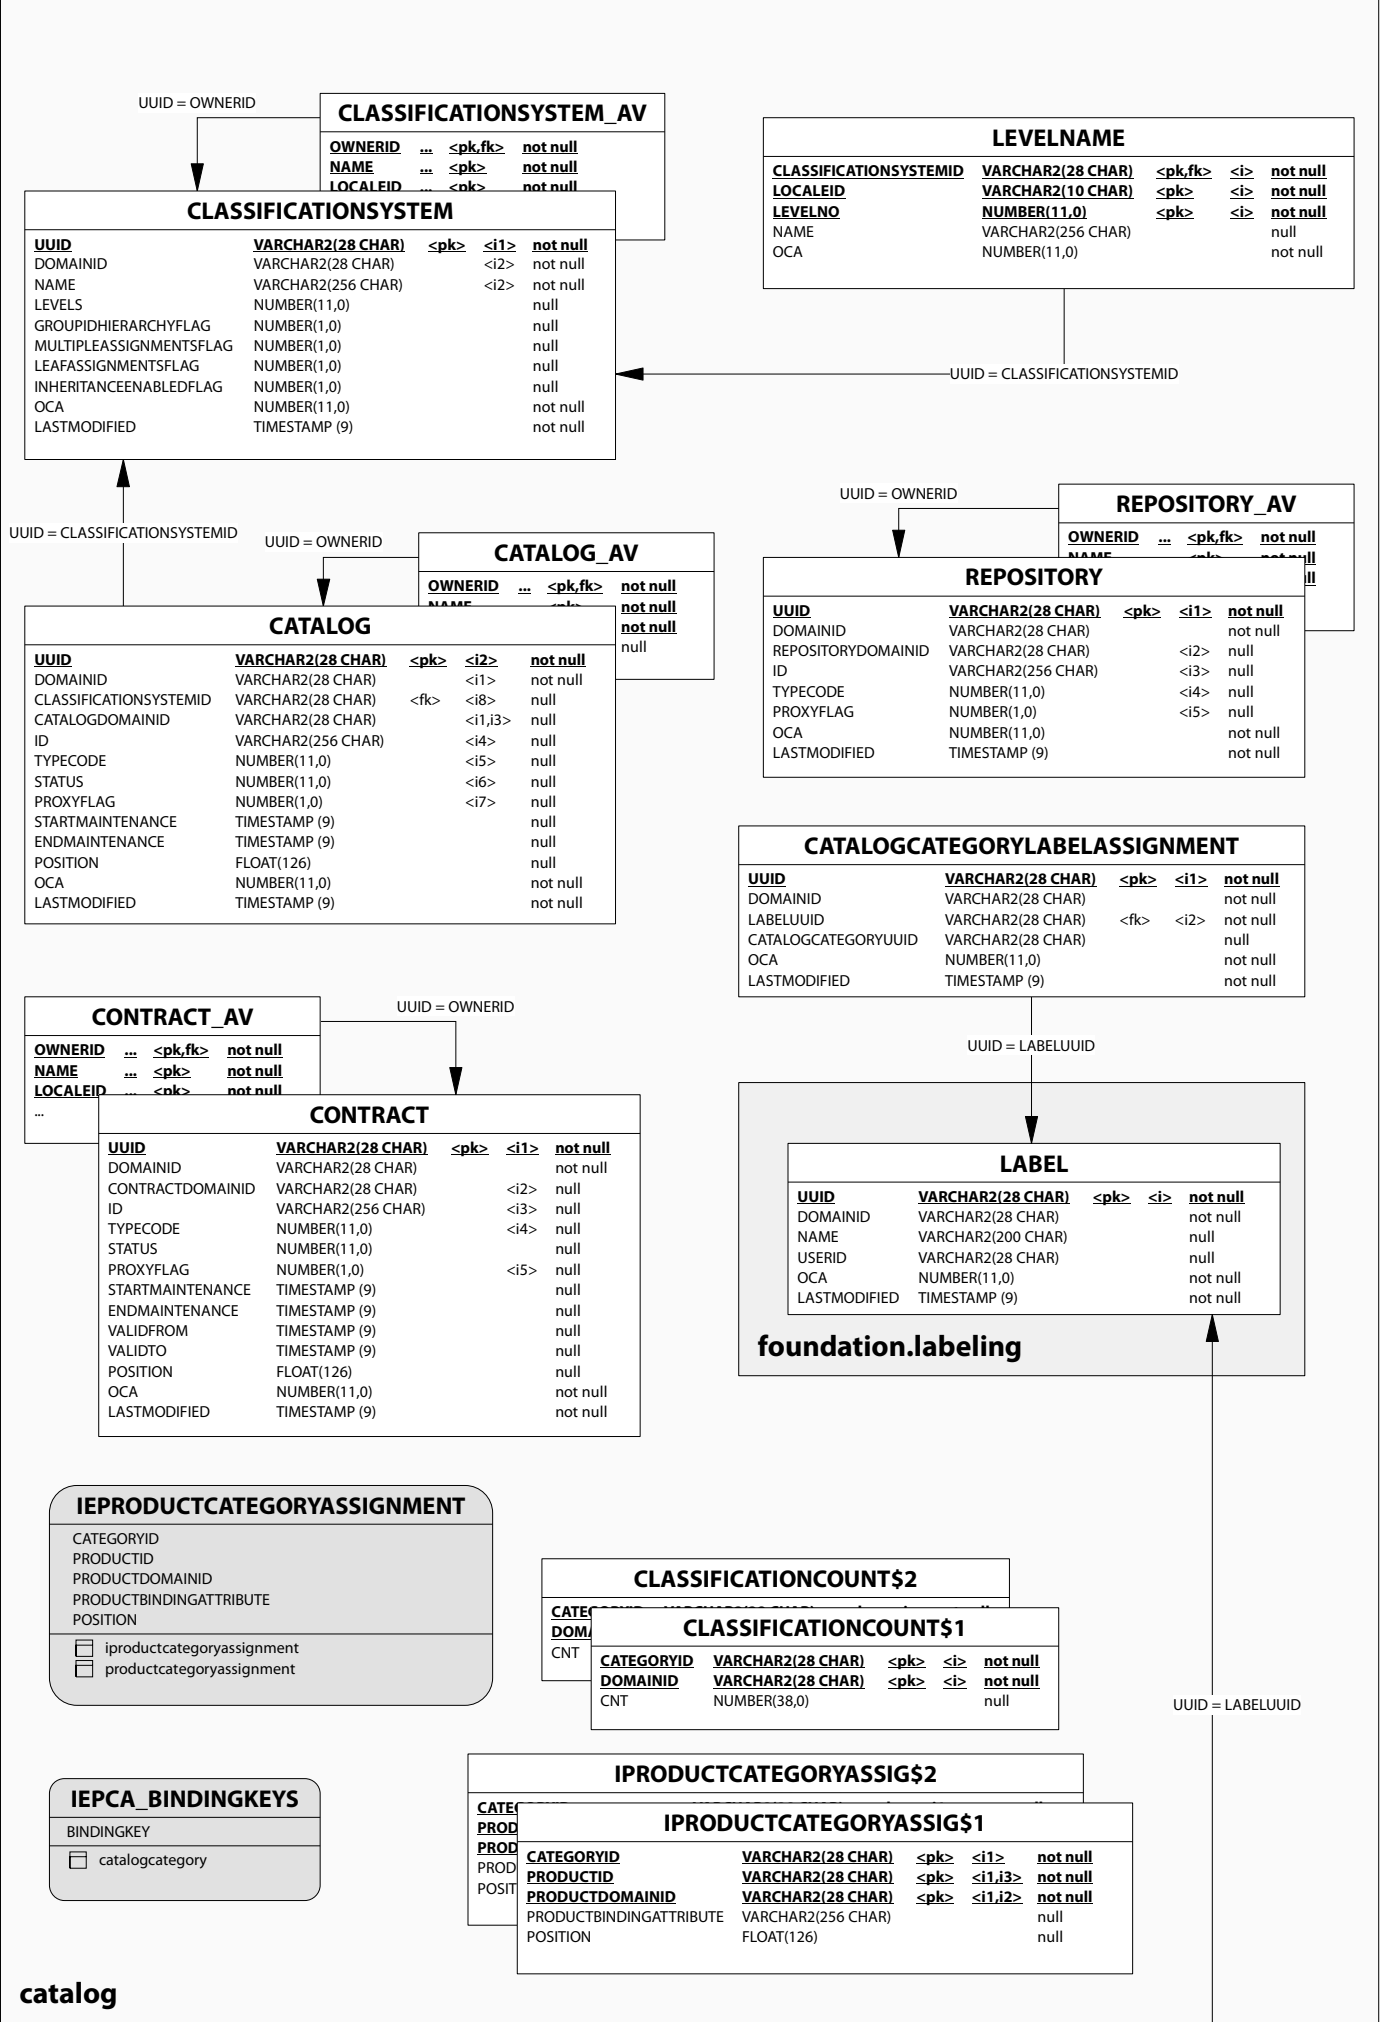 UUID = OWNERID
CLASSIFICATIONSYSTEM_AV
OWNERID ... <pk,fk> not null
NAME ... <pk> not null
LOCALEID ... <pk> not null
CLASSIFICATIONSYSTEM
UUID VARCHAR2(28 CHAR) <pk> <i1> not null
DOMAINID VARCHAR2(28 CHAR) <i2> not null
NAME VARCHAR2(256 CHAR) <i2> not null
LEVELS NUMBER(11,0) null
GROUPIDHIERARCHYFLAG NUMBER(1,0) null
MULTIPLEASSIGNMENTSFLAG NUMBER(1,0) null
LEAFASSIGNMENTSFLAG NUMBER(1,0) null
INHERITANCEENABLEDFLAG NUMBER(1,0) null
OCA NUMBER(11,0) not null
LASTMODIFIED TIMESTAMP (9) not null
LEVELNAME
CLASSIFICATIONSYSTEMID VARCHAR2(28 CHAR) <pk,fk> <i> not null
LOCALEID VARCHAR2(10 CHAR) <pk> <i> not null
LEVELNO NUMBER(11,0) <pk> <i> not null
NAME VARCHAR2(256 CHAR) null
OCA NUMBER(11,0) not null
UUID = CLASSIFICATIONSYSTEMID
UUID = CLASSIFICATIONSYSTEMID
UUID = OWNERID
CATALOG_AV
OWNERID ... <pk,fk> not null
NAME <pk> not null
not null
null
CATALOG
UUID VARCHAR2(28 CHAR) <pk> <i2> not null
DOMAINID VARCHAR2(28 CHAR) <i1> not null
CLASSIFICATIONSYSTEMID VARCHAR2(28 CHAR) <fk> <i8> null
CATALOGDOMAINID VARCHAR2(28 CHAR) <i1,i3> null
ID VARCHAR2(256 CHAR) <i4> null
TYPECODE NUMBER(11,0) <i5> null
STATUS NUMBER(11,0) <i6> null
PROXYFLAG NUMBER(1,0) <i7> null
STARTMAINTENANCE TIMESTAMP (9) null
ENDMAINTENANCE TIMESTAMP (9) null
POSITION FLOAT(126) null
OCA NUMBER(11,0) not null
LASTMODIFIED TIMESTAMP (9) not null
UUID = OWNERID
REPOSITORY_AV
OWNERID ... <pk,fk> not null
NAME <pk> not null
REPOSITORY
UUID VARCHAR2(28 CHAR) <pk> <i1> not null
DOMAINID VARCHAR2(28 CHAR) not null
REPOSITORYDOMAINID VARCHAR2(28 CHAR) <i2> null
ID VARCHAR2(256 CHAR) <i3> null
TYPECODE NUMBER(11,0) <i4> null
PROXYFLAG NUMBER(1,0) <i5> null
OCA NUMBER(11,0) not null
LASTMODIFIED TIMESTAMP (9) not null
CATALOGCATEGORYLABELASSIGNMENT
UUID VARCHAR2(28 CHAR) <pk> <i1> not null
DOMAINID VARCHAR2(28 CHAR) not null
LABELUUID VARCHAR2(28 CHAR) <fk> <i2> not null
CATALOGCATEGORYUUID VARCHAR2(28 CHAR) null
OCA NUMBER(11,0) not null
LASTMODIFIED TIMESTAMP (9) not null
UUID = LABELUUID
CONTRACT_AV
OWNERID ... <pk,fk> not null
NAME ... <pk> not null
LOCALEID ... <pk> not null
...
UUID = OWNERID
CONTRACT
UUID VARCHAR2(28 CHAR) <pk> <i1> not null
DOMAINID VARCHAR2(28 CHAR) not null
CONTRACTDOMAINID VARCHAR2(28 CHAR) <i2> null
ID VARCHAR2(256 CHAR) <i3> null
TYPECODE NUMBER(11,0) <i4> null
STATUS NUMBER(11,0) null
PROXYFLAG NUMBER(1,0) <i5> null
STARTMAINTENANCE TIMESTAMP (9) null
ENDMAINTENANCE TIMESTAMP (9) null
VALIDFROM TIMESTAMP (9) null
VALIDTO TIMESTAMP (9) null
POSITION FLOAT(126) null
OCA NUMBER(11,0) not null
LASTMODIFIED TIMESTAMP (9) not null
LABEL
UUID VARCHAR2(28 CHAR) <pk> <i> not null
DOMAINID VARCHAR2(28 CHAR) not null
NAME VARCHAR2(200 CHAR) null
USERID VARCHAR2(28 CHAR) null
OCA NUMBER(11,0) not null
LASTMODIFIED TIMESTAMP (9) not null
foundation.labeling
IEPRODUCTCATEGORYASSIGNMENT
CATEGORYID
PRODUCTID
PRODUCTDOMAINID
PRODUCTBINDINGATTRIBUTE
POSITION
iproductcategoryassignment
productcategoryassignment
CLASSIFICATIONCOUNT$2
CNT
CLASSIFICATIONCOUNT$1
CATEGORYID VARCHAR2(28 CHAR) <pk> <i> not null
DOMAINID VARCHAR2(28 CHAR) <pk> <i> not null
CNT NUMBER(38,0) null
UUID = LABELUUID
IPRODUCTCATEGORYASSIG$2
IPRODUCTCATEGORYASSIG$1
CATEGORYID VARCHAR2(28 CHAR) <pk> <i1> not null
PRODUCTID VARCHAR2(28 CHAR) <pk> <i1,i3> not null
PRODUCTDOMAINID VARCHAR2(28 CHAR) <pk> <i1,i2> not null
PRODUCTBINDINGATTRIBUTE VARCHAR2(256 CHAR) null
POSITION FLOAT(126) null
IEPCA_BINDINGKEYS
BINDINGKEY
catalogcategory
catalog